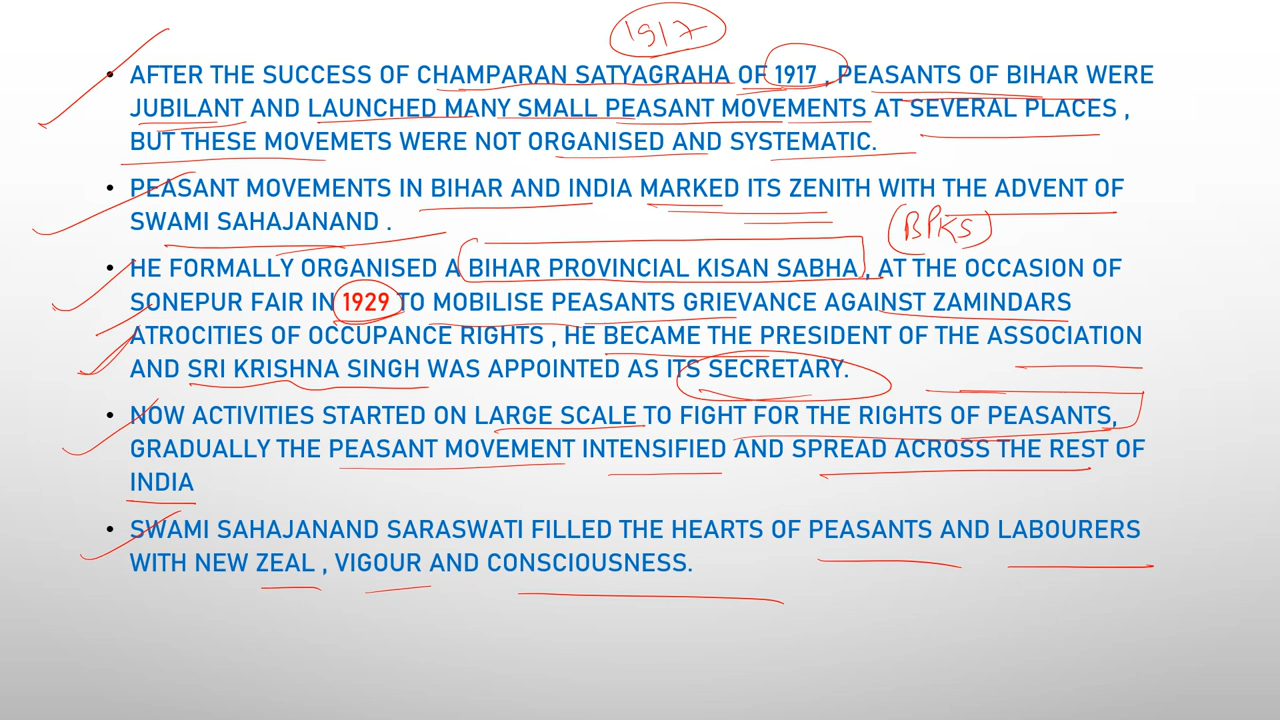 1917
• AFTER THE SUCCESS OF CHAMPARAN SATYAGRAHA OF 1917 , PEASANTS OF BIHAR WERE
JUBILANT AND LAUNCHED MANY SMALL PEASANT MOVEMENTS AT SEVERAL PLACES ,
BUT THESE MOVEMETS WERE NOT ORGANISED AND SYSTEMATIC.
• PEASANT MOVEMENTS IN BIHAR AND INDIA MARKED ITS ZENITH WITH THE ADVENT OF
SWAMI SAHAJANAND .
BPKS
• HE FORMALLY ORGANISED A BIHAR PROVINCIAL KISAN SABHA , AT THE OCCASION OF
SONEPUR FAIR IN 1929 TO MOBILISE PEASANTS GRIEVANCE AGAINST ZAMINDARS
ATROCITIES OF OCCUPANCE RIGHTS , HE BECAME THE PRESIDENT OF THE ASSOCIATION
AND SRI KRISHNA SINGH WAS APPOINTED AS ITS SECRETARY.
• NOW ACTIVITIES STARTED ON LARGE SCALE TO FIGHT FOR THE RIGHTS OF PEASANTS,
GRADUALLY THE PEASANT MOVEMENT INTENSIFIED AND SPREAD ACROSS THE REST OF
INDIA
• SWAMI SAHAJANAND SARASWATI FILLED THE HEARTS OF PEASANTS AND LABOURERS
WITH NEW ZEAL , VIGOUR AND CONSCIOUSNESS.